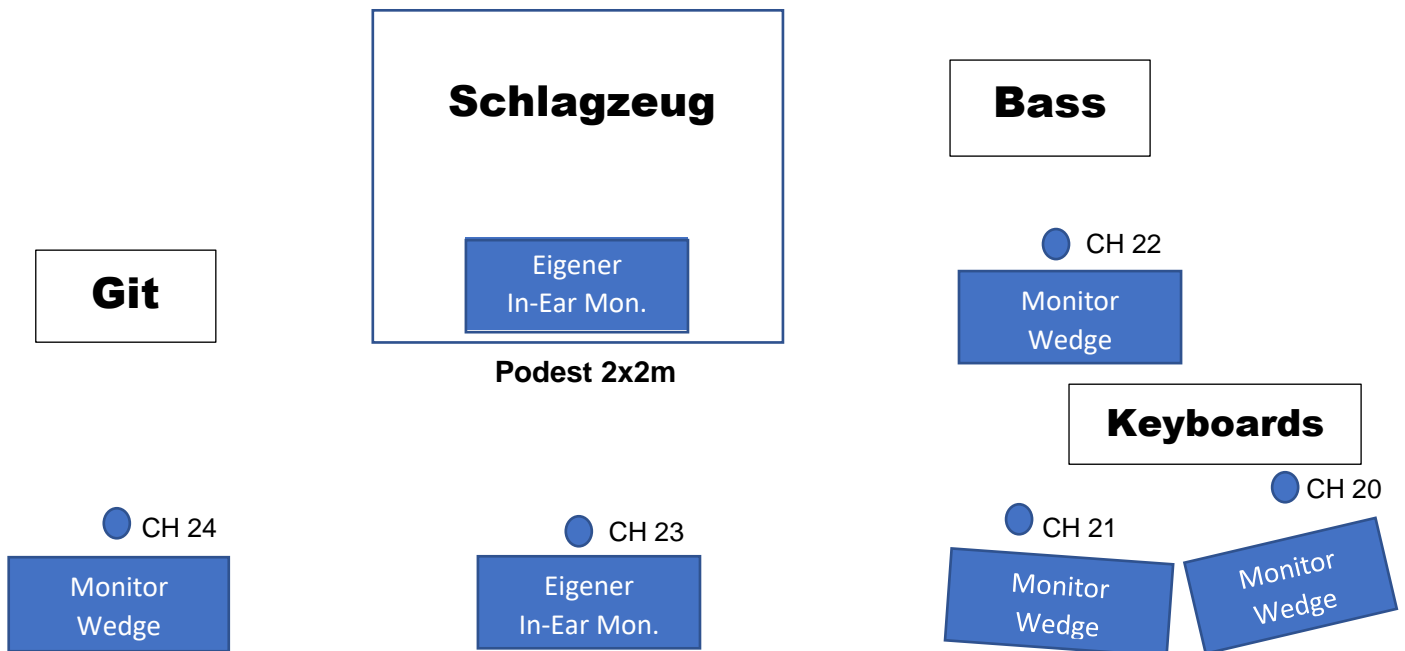 Schlagzeug
Bass
Eigener
In-Ear Mon.
CH 22
Git
Monitor
Wedge
Podest 2x2m
Keyboards
CH 20
CH 24
CH 23
CH 21
Monitor
Wedge
Eigener
In-Ear Mon.
Monitor
Wedge
Monitor
Wedge